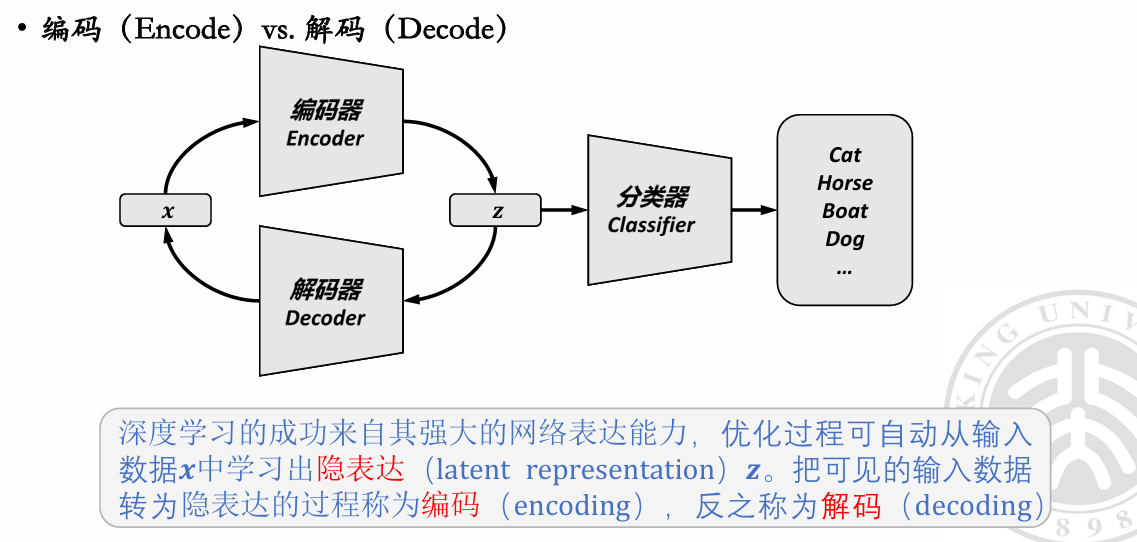 • 编码（Encode）vs. 解码（Decode）
编码器
Encoder
x
z
分类器
Classifier
Cat
Horse
Boat
Dog
...
解码器
Decoder
深度学习的成功来自其强大的网络表达能力，优化过程可自动从输入
数据x中学习出隐表达（latent representation）z。把可见的输入数据
转为隐表达的过程称为编码（encoding），反之称为解码（decoding）
KING UNIV
898